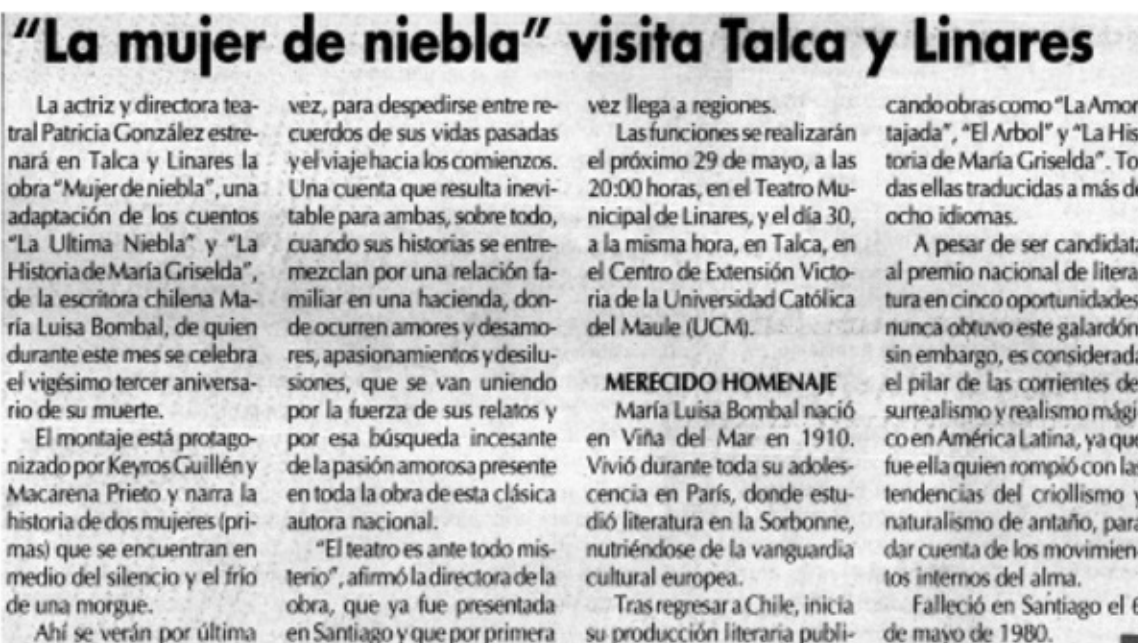 "La mujer de niebla" visita Talca y Linares
La actriz y directora tea-
tral Patricia González estre-
nará en Talca y Linares la
obra "Mujer de niebla", una
adaptación de los cuentos
"La Ultima Niebla" y "La
Historia de María Griselda",
de la escritora chilena Ma-
ría Luisa Bombal, de quien
durante este mes se celebra
el vigésimo tercer aniversa-
rio de su muerte.
El montaje está protago-
nizado por Keyros Guillén y
Macarena Prieto y narra la
historia de dos mujeres (pri-
mas) que se encuentran en
medio del silencio y el frío
de una morgue.
Ahí se verán por última
vez, para despedirse entre re-
cuerdos de sus vidas pasadas
y el viaje hacia los comienzos.
Una cuenta que resulta inevi-
table para ambas, sobre todo,
cuando sus historias se entre-
mezclan por una relación fa-
miliar en una hacienda, don-
de ocurren amores y desamo-
res, apasionamientos y desilu-
siones, que se van uniendo
por la fuerza de sus relatos y
por esa búsqueda incesante
de la pasión amorosa presente
en toda la obra de esta clásica
autora nacional.
"El teatro es ante todo mis-
terio", afirmó la directora de la
obra, que ya fue presentada
en Santiago y que por primera
vez llega a regiones.
Las funciones se realizarán
el próximo 29 de mayo, a las
20:00 horas, en el Teatro Mu-
nicipal de Linares, y el día 30,
a la misma hora, en Talca, en
el Centro de Extensión Victo-
ria de la Universidad Católica
del Maule (UCM).
MERECIDO HOMENAJE
María Luisa Bombal nació
en Viña del Mar en 1910.
Vivió durante toda su adoles-
cencia en París, donde estu-
dió literatura en la Sorbonne,
nutriéndose de la vanguardia
cultural europea.
Tras regresar a Chile, inicia
su producción literaria publi-
cando obras como "La Amor
tajada", "El Arbol" y "La His
toria de María Griselda". To
das ellas traducidas a más de
ocho idiomas.
A pesar de ser candidata
al premio nacional de litera
tura en cinco oportunidades
nunca obtuvo este galardón
sin embargo, es considerada
el pilar de las corrientes de
surrealismo y realismo mági
co en América Latina, ya que
fue ella quien rompió con las
tendencias del criollismo y
naturalismo de antaño, para
dar cuenta de los movimien
tos internos del alma.
Falleció en Santiago el 6
de mayo de 1980.